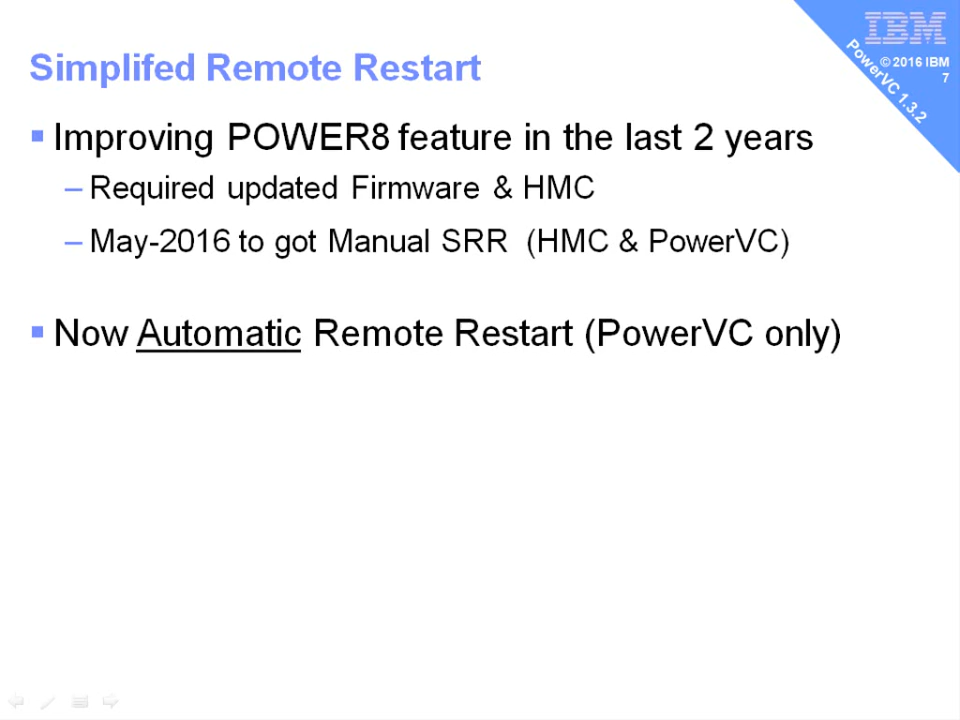 IBM
© 2016 IBM
7
PowerVC 1.3.2
Simplifed Remote Restart
▪ Improving POWER8 feature in the last 2 years
– Required updated Firmware & HMC
– May-2016 to got Manual SRR (HMC & PowerVC)
▪ Now Automatic Remote Restart (PowerVC only)